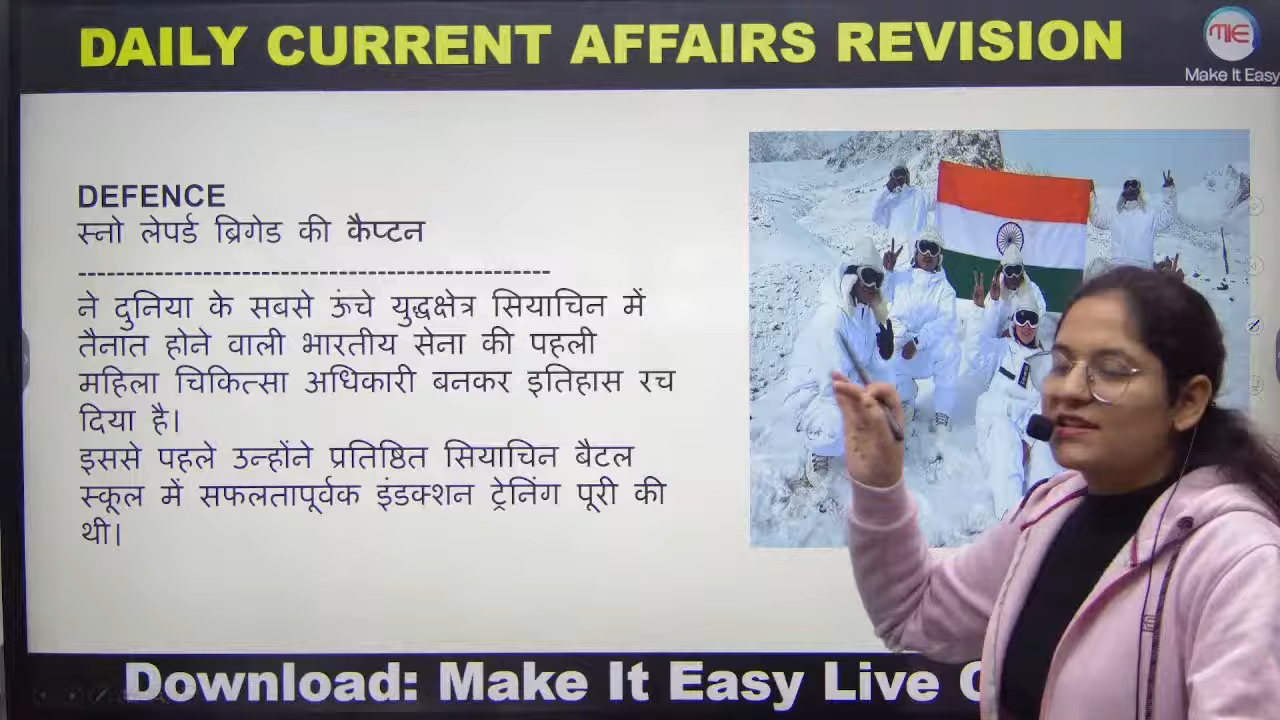 DAILY CURRENT AFFAIRS REVISION
MIE
Make It Easy
DEFENCE
स्नो लेपर्ड ब्रिगेड की कैप्टन
-------------------------------------------------
ने दुनिया के सबसे ऊंचे युद्धक्षेत्र सियाचिन में
तैनात होने वाली भारतीय सेना की पहली
महिला चिकित्सा अधिकारी बनकर इतिहास रच
दिया है।
इससे पहले उन्होंने प्रतिष्ठित सियाचिन बैटल
स्कूल में सफलतापूर्वक इंडक्शन ट्रेनिंग पूरी की
थी।
Download: Make It Easy Live